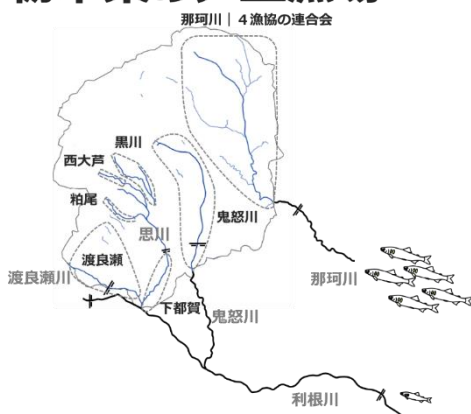 那珂川｜４漁協の連合会
黒川
西大芦
粕尾
思川
鬼怒川
渡良瀬
渡良瀬川
下都賀
鬼怒川
那珂川
利根川